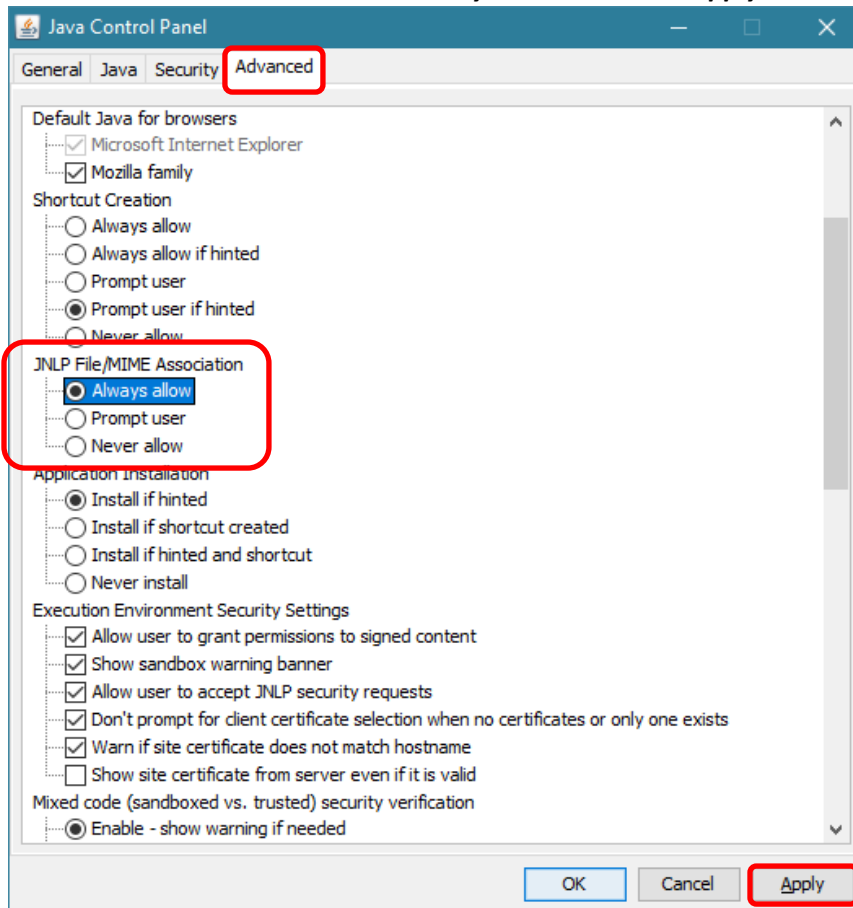 Java Control Panel
General Java Security Advanced
Default Java for browsers
Microsoft Internet Explorer
Mozilla family
Shortcut Creation
Always allow
Always allow if hinted
Prompt user
Prompt user if hinted
Never allow
JNLP File/MIME Association
Always allow
Prompt user
Never allow
Application Installation
Install if hinted
Install if shortcut created
Install if hinted and shortcut
Never install
Execution Environment Security Settings
Allow user to grant permissions to signed content
Show sandbox warning banner
Allow user to accept JNLP security requests
Don't prompt for client certificate selection when no certificates or only one exists
Warn if site certificate does not match hostname
Show site certificate from server even if it is valid
Mixed code (sandboxed vs. trusted) security verification
Enable - show warning if needed
OK Cancel Apply